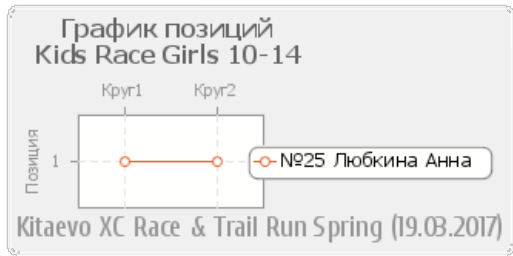 График позиций
Kids Race Girls 10-14
Круг1 Круг2
Позиция
1
№25 Любкина Анна
Kitaevo XC Race & Trail Run Spring (19.03.2017)